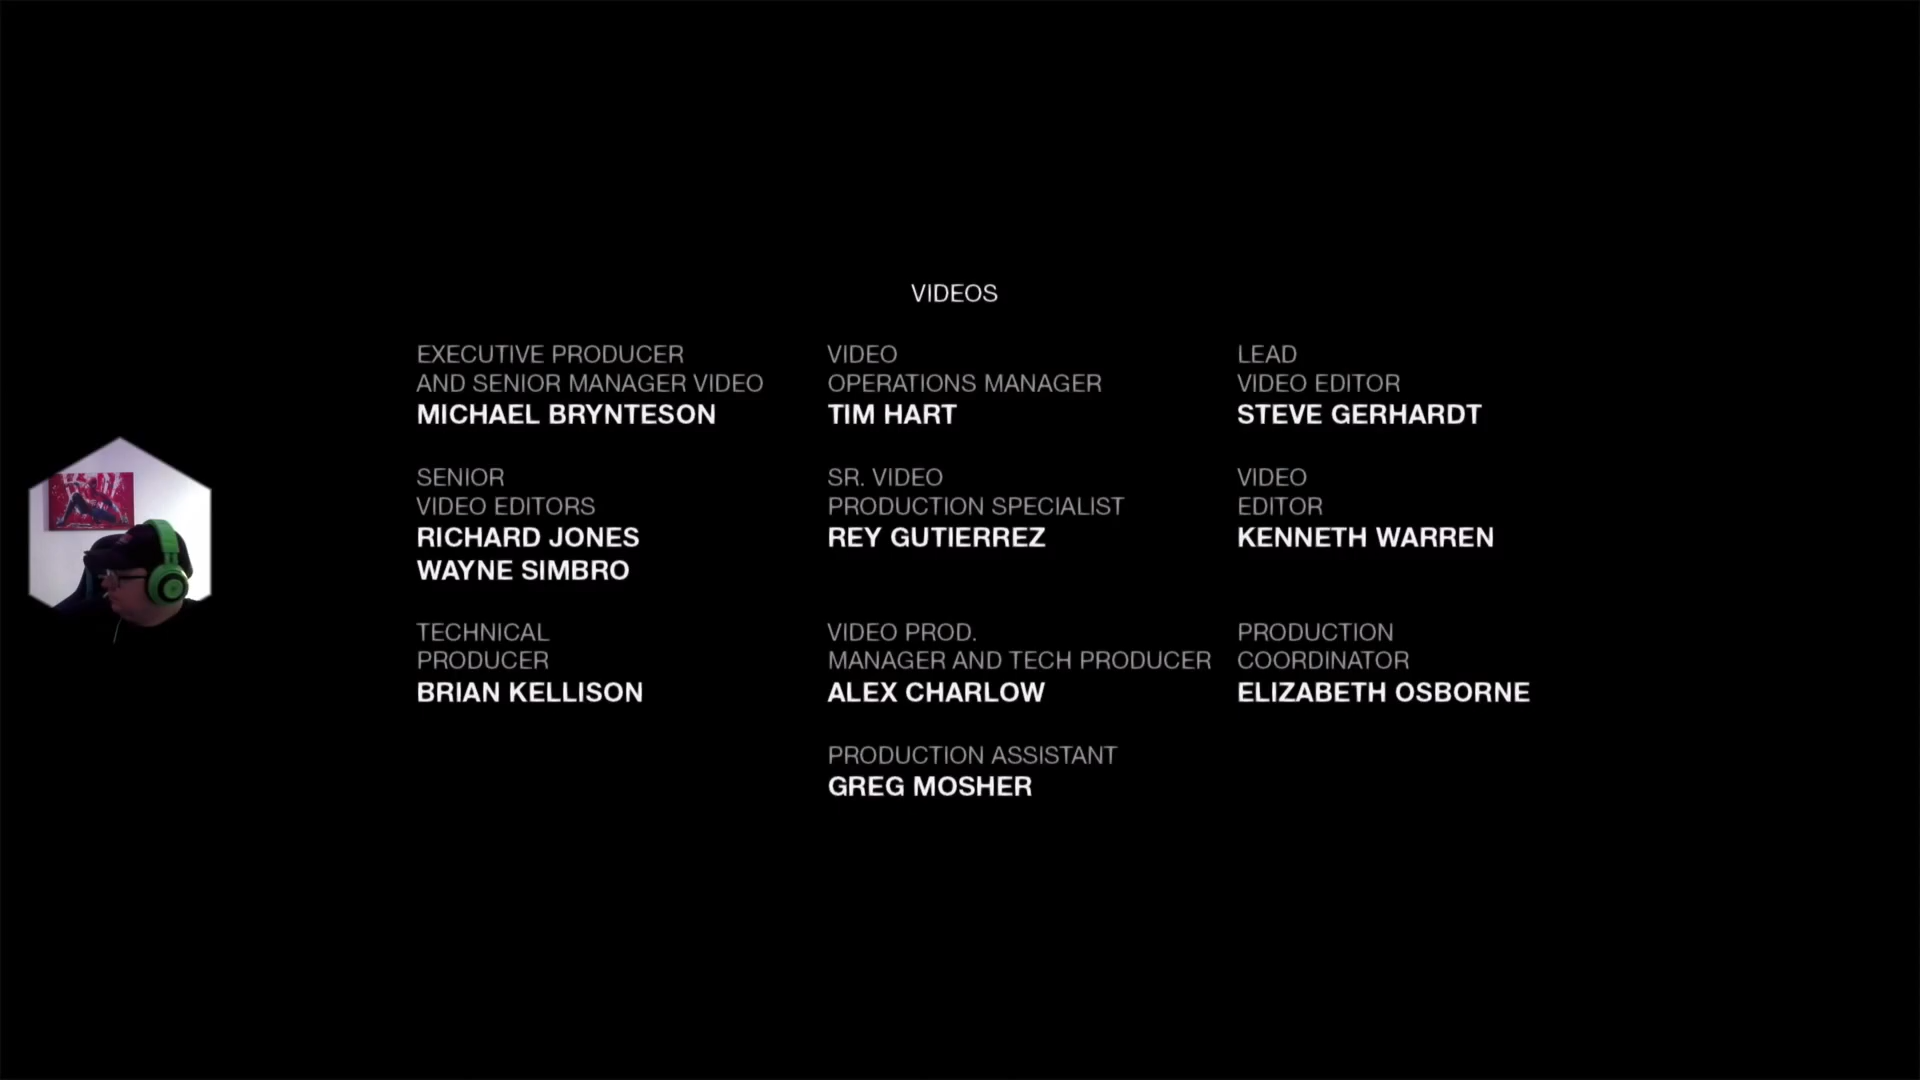 VIDEOS
EXECUTIVE PRODUCER
AND SENIOR MANAGER VIDEO
MICHAEL BRYNTESON
VIDEO
OPERATIONS MANAGER
TIM HART
LEAD
VIDEO EDITOR
STEVE GERHARDT
SENIOR
VIDEO EDITORS
RICHARD JONES
WAYNE SIMBRO
SR. VIDEO
PRODUCTION SPECIALIST
REY GUTIERREZ
VIDEO
EDITOR
KENNETH WARREN
TECHNICAL
PRODUCER
BRIAN KELLISON
VIDEO PROD.
MANAGER AND TECH PRODUCER
ALEX CHARLOW
PRODUCTION
COORDINATOR
ELIZABETH OSBORNE
PRODUCTION ASSISTANT
GREG MOSHER